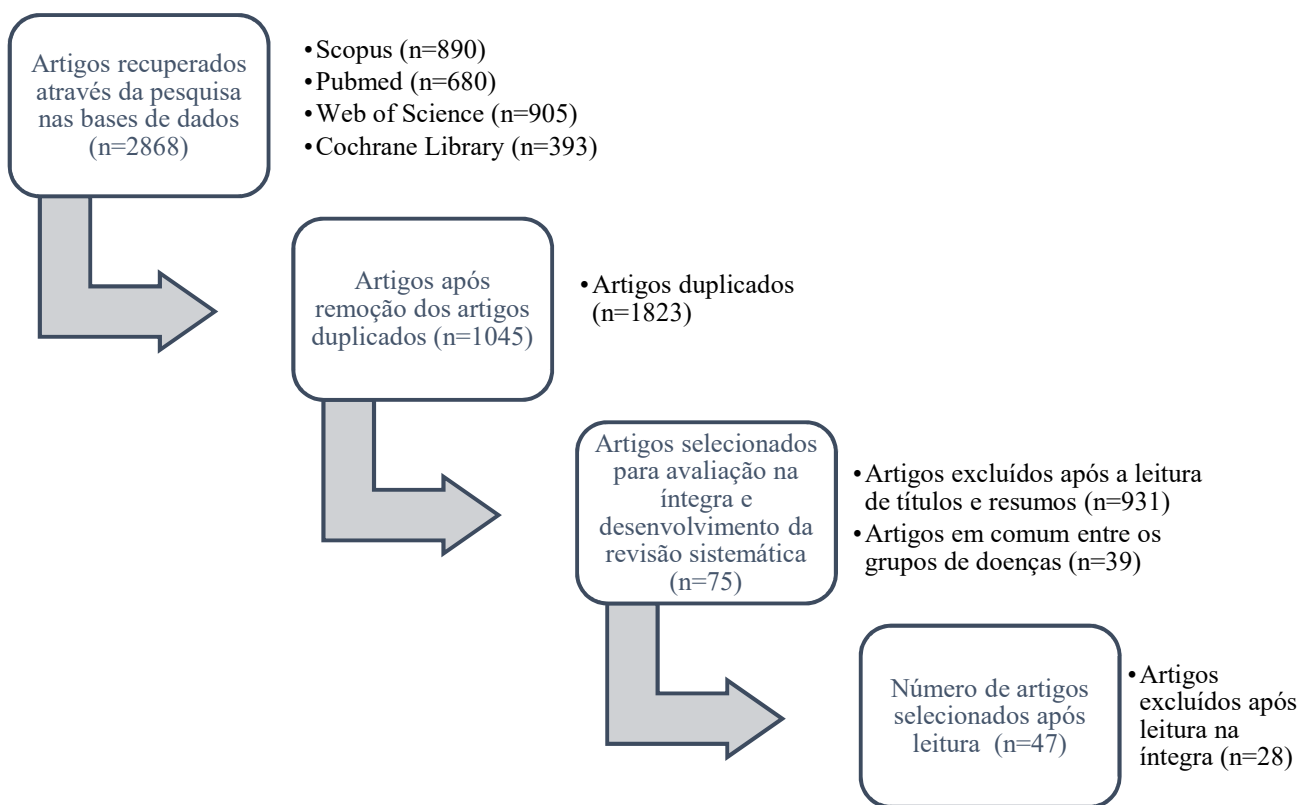 Artigos recuperados
através da pesquisa
nas bases de dados
(n=2868)
•Scopus (n=890)
•Pubmed (n=680)
•Web of Science (n=905)
•Cochrane Library (n=393)
Artigos após
remoção dos artigos
duplicados (n=1045)
•Artigos duplicados
(n=1823)
Artigos selecionados
para avaliação na
íntegra e
desenvolvimento da
revisão sistemática
(n=75)
•Artigos excluídos após a leitura
de títulos e resumos (n=931)
•Artigos em comum entre os
grupos de doenças (n=39)
Número de artigos
selecionados após
leitura (n=47)
•Artigos
excluídos após
leitura na
íntegra (n=28)